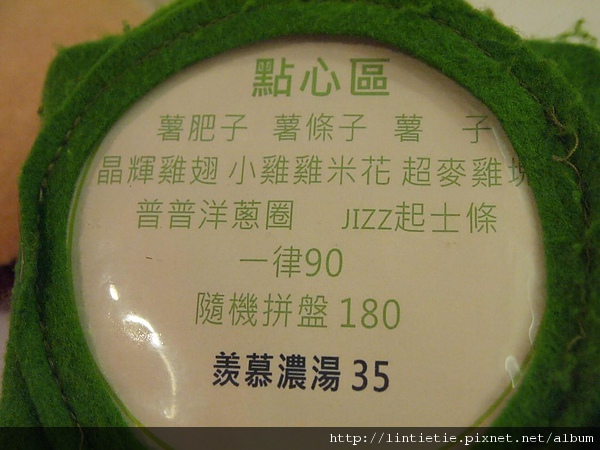 點心區
薯肥子 薯條子 薯 子
晶輝雞翅 小雞雞米花 超麥雞塊
普普洋蔥圈 JIZZ起士條
一律90
隨機拼盤 180
羨慕濃湯 35
http://lintietie.pixnet.net/album